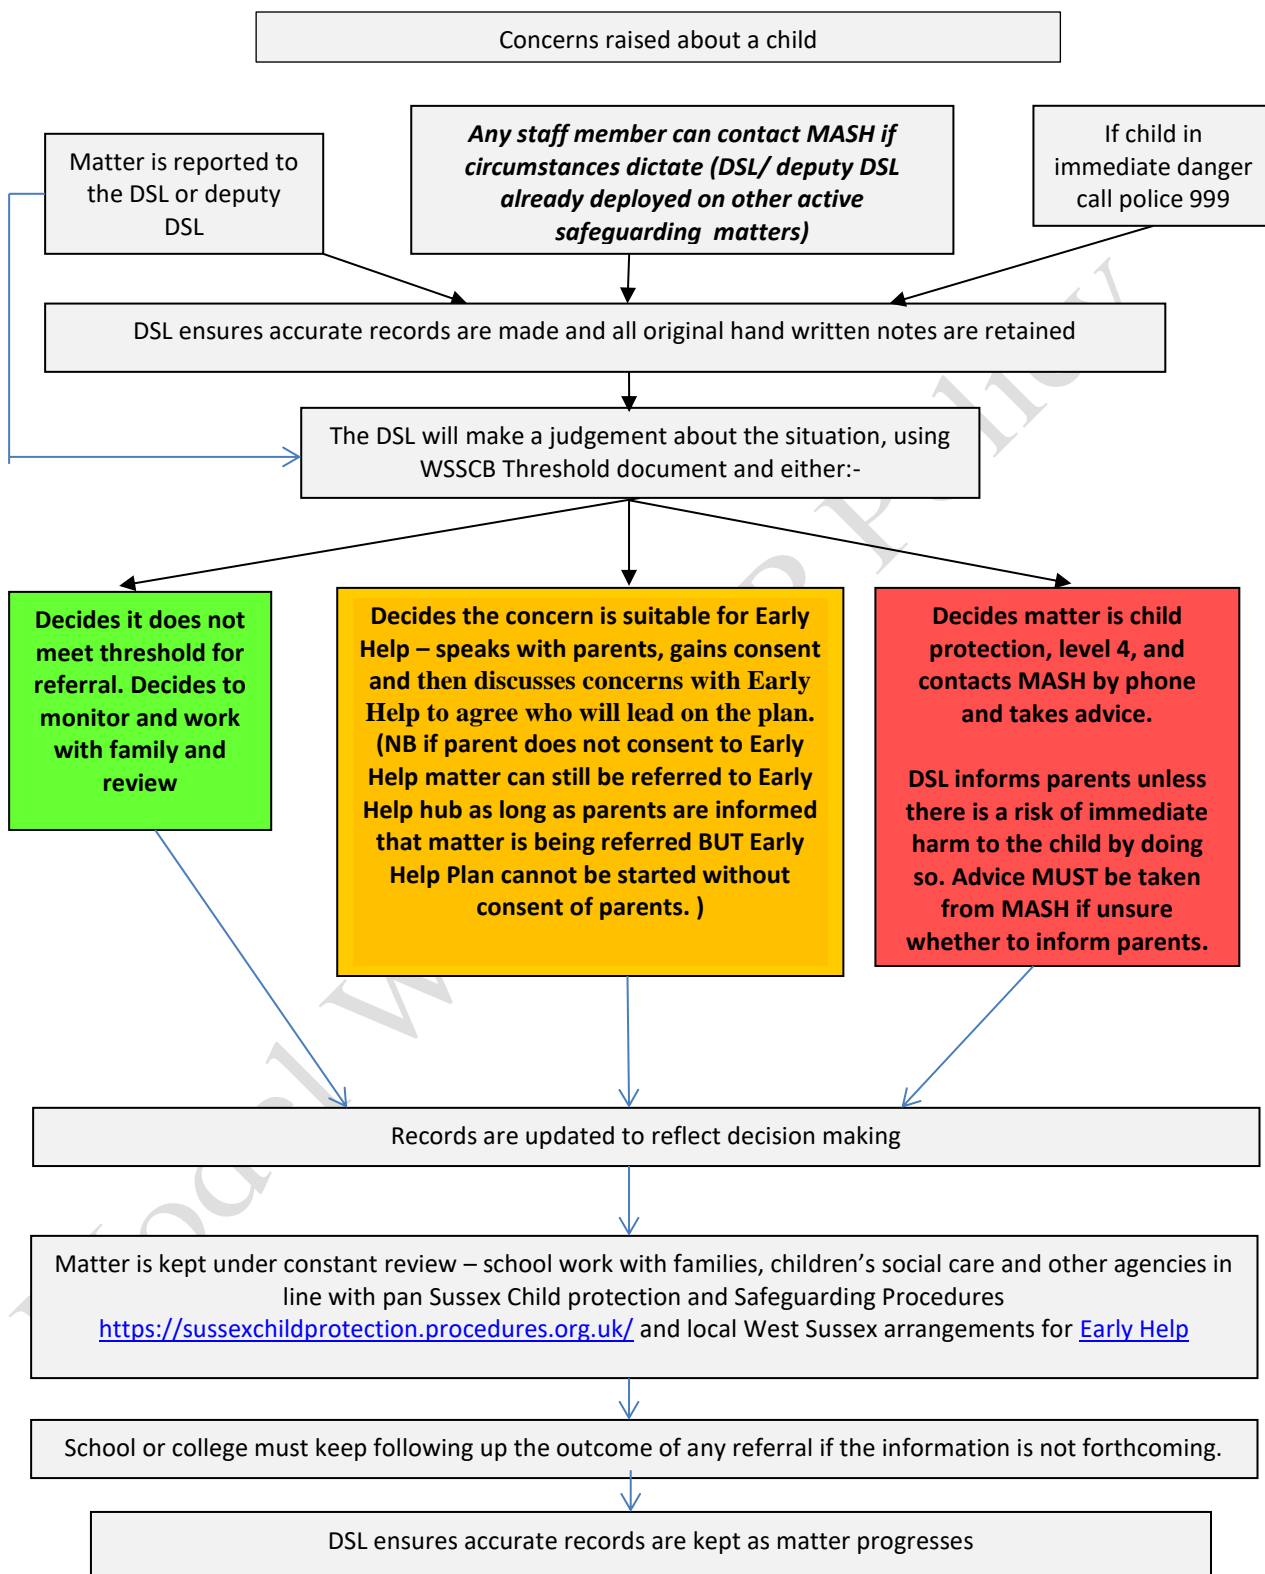 Concerns raised about a child
Matter is reported to
the DSL or deputy
DSL
Any staff member can contact MASH if
circumstances dictate (DSL/ deputy DSL
already deployed on other active
safeguarding matters)
If child in
immediate danger
call police 999
DSL ensures accurate records are made and all original hand written notes are retained
The DSL will make a judgement about the situation, using
WSSCB Threshold document and either:-
Decides it does not
meet threshold for
referral. Decides to
monitor and work
with family and
review
Decides the concern is suitable for Early
Help – speaks with parents, gains consent
and then discusses concerns with Early
Help to agree who will lead on the plan.
(NB if parent does not consent to Early
Help matter can still be referred to Early
Help hub as long as parents are informed
that matter is being referred BUT Early
Help Plan cannot be started without
consent of parents. )
Decides matter is child
protection, level 4, and
contacts MASH by phone
and takes advice.
DSL informs parents unless
there is a risk of immediate
harm to the child by doing
so. Advice MUST be taken
from MASH if unsure
whether to inform parents.
Records are updated to reflect decision making
Matter is kept under constant review – school work with families, children’s social care and other agencies in
line with pan Sussex Child protection and Safeguarding Procedures
https://sussexchildprotection.procedures.org.uk/ and local West Sussex arrangements for Early Help
School or college must keep following up the outcome of any referral if the information is not forthcoming.
DSL ensures accurate records are kept as matter progresses